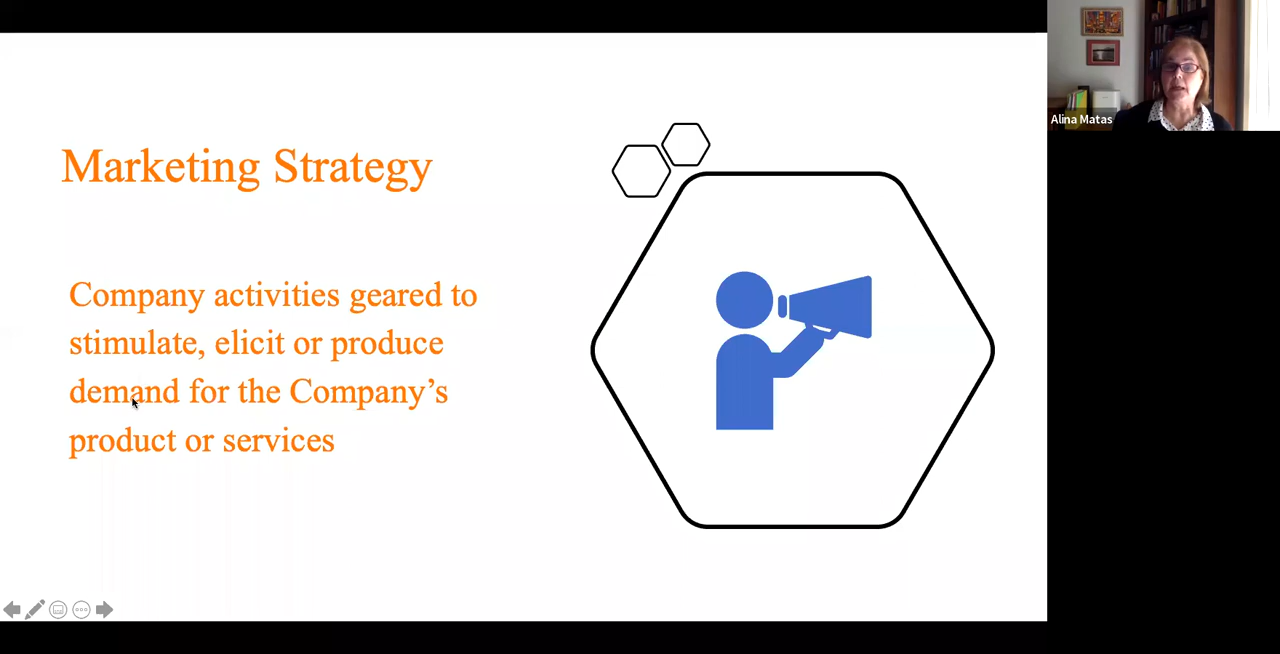 Marketing Strategy
Company activities geared to
stimulate, elicit or produce
demand for the Company’s
product or services
Alina Matas